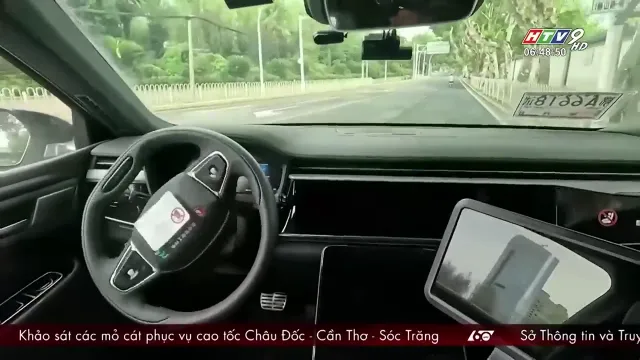 HTV9
HD
06:48:50
Khảo sát các mỏ cát phục vụ cao tốc Châu Đốc - Cần Thơ - Sóc Trăng
60
Sở Thông tin và Truy